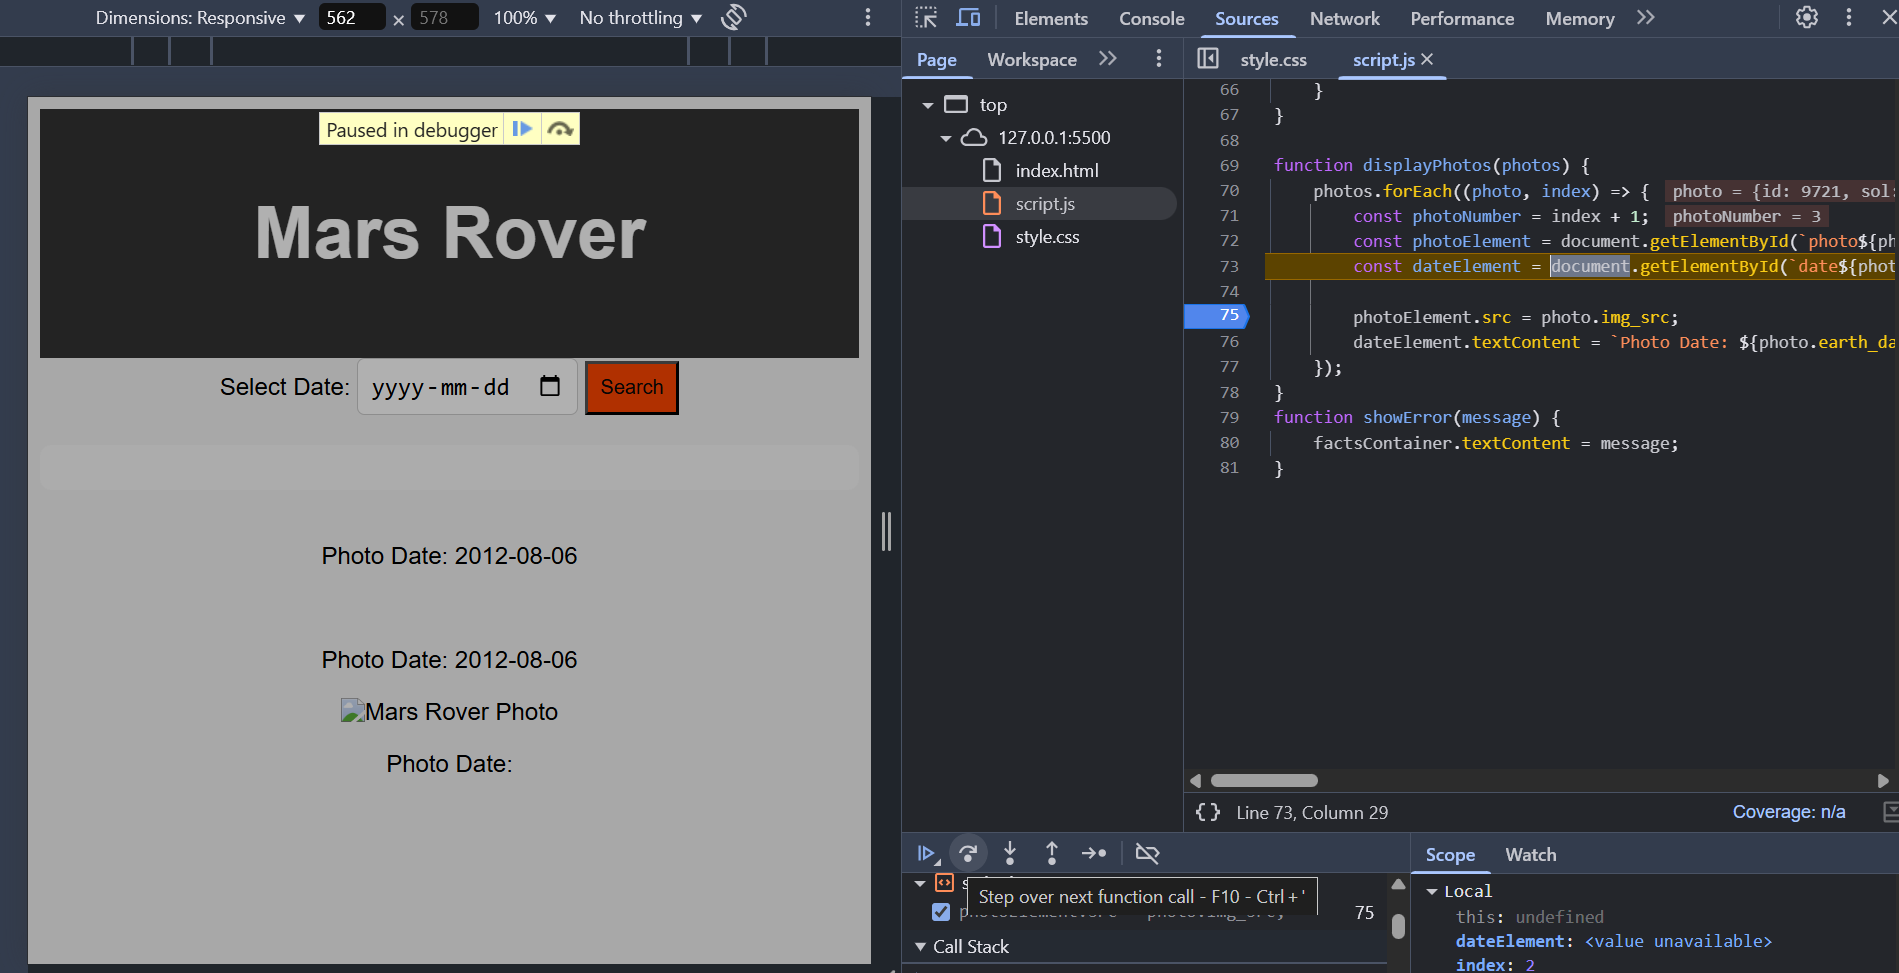 Dimensions: Responsive 562 × 578 100% No throttling
Paused in debugger
Mars Rover
Select Date: yyyy-mm-dd Search
Photo Date: 2012-08-06
Photo Date: 2012-08-06
Mars Rover Photo
Photo Date:
Elements Console Sources Network Performance Memory
Page Workspace
style.css script.js
top
127.0.0.1:5500
index.html
script.js
style.css
66 }
67 }
68
69 function displayPhotos(photos) {
70 photos.forEach((photo, index) => { photo = {id: 9721, sol:
71 const photoNumber = index + 1; photoNumber = 3
72 const photoElement = document.getElementById(`photo${ph
73 const dateElement = document.getElementById(`date${phot
74
75 photoElement.src = photo.img_src;
76 dateElement.textContent = `Photo Date: ${photo.earth_da
77 });
78 }
79 function showError(message) {
80 factsContainer.textContent = message;
81 }
{} Line 73, Column 29 Coverage: n/a
Step over next function call - F10 - Ctrl + '
75
Call Stack
Scope Watch
Local
this: undefined
dateElement: <value unavailable>
index: 2